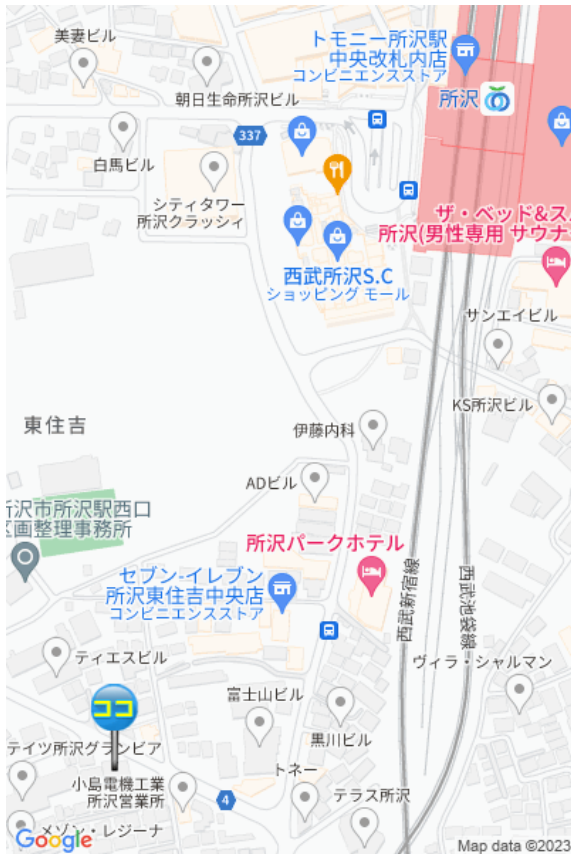 美妻ビル
トモニー所沢駅
中央改札内店
コンビニエンスストア
朝日生命所沢ビル
所沢
337
白馬ビル
シティタワー
所沢クラッシィ
ザ・ベッド&ス
所沢(男性専用 サウナ
西武所沢S.C
ショッピング モール
サンエイビル
KS所沢ビル
東住吉
伊藤内科
ADビル
沢市所沢駅西口
区画整理事務所
所沢パークホテル
セブン-イレブン
所沢東住吉中央店
コンビニエンスストア
西武新宿線
西武池袋線
ティエスビル
ヴィラ・シャルマン
ココ
富士山ビル
黒川ビル
テイツ所沢グランビア
小島電機工業
所沢営業所
トネー
4
テラス所沢
メゾン・レジーナ
Google
Map data ©2023